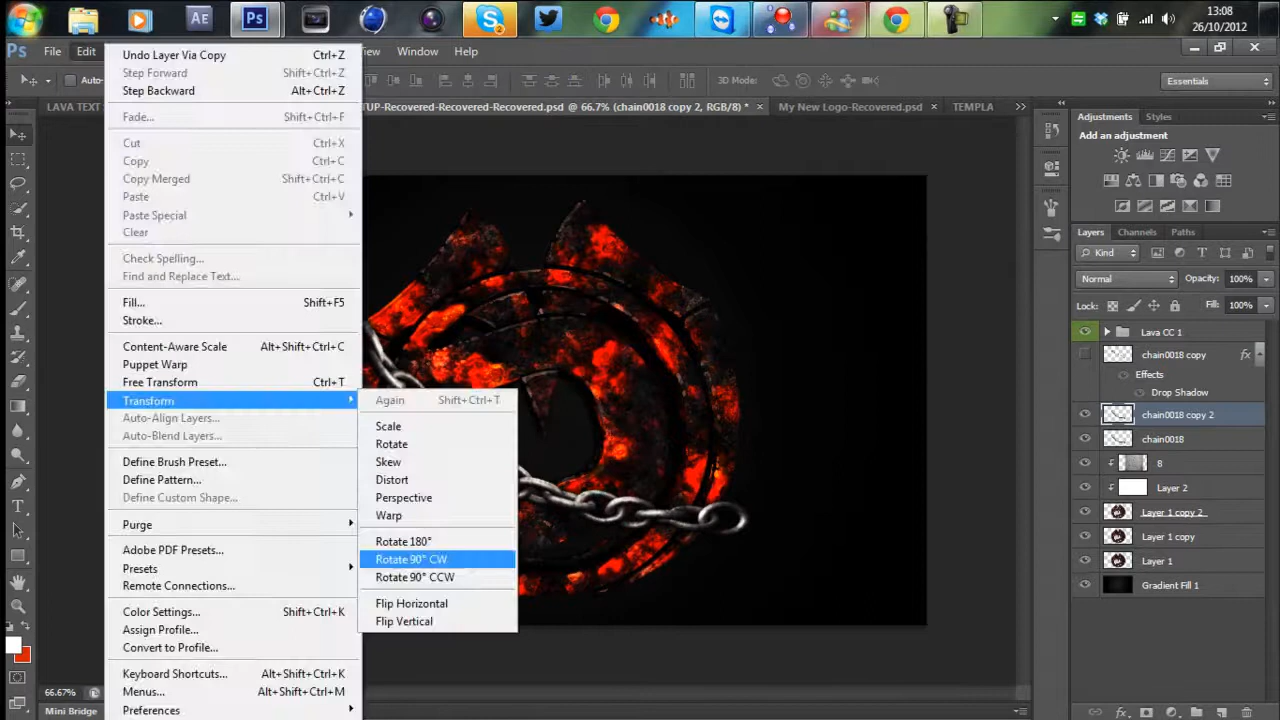 13:08
26/10/2012
Ae
Ps
2
Ps File Edit View Window Help
Auto- 3D Mode: Essentials
LAVA TEXT UP-Recovered-Recovered-Recovered.psd @ 66.7% (chain0018 copy 2, RGB/8) * × My New Logo-Recovered.psd × TEMPLA
Undo Layer Via Copy Ctrl+Z
Step Forward Shift+Ctrl+Z
Step Backward Alt+Ctrl+Z
Fade... Shift+Ctrl+F
Cut Ctrl+X
Copy Ctrl+C
Copy Merged Shift+Ctrl+C
Paste Ctrl+V
Paste Special
Clear
Check Spelling...
Find and Replace Text...
Fill... Shift+F5
Stroke...
Content-Aware Scale Alt+Shift+Ctrl+C
Puppet Warp
Free Transform Ctrl+T
Transform
Auto-Align Layers...
Auto-Blend Layers...
Define Brush Preset...
Define Pattern...
Define Custom Shape...
Purge
Adobe PDF Presets...
Presets
Remote Connections...
Color Settings... Shift+Ctrl+K
Assign Profile...
Convert to Profile...
Keyboard Shortcuts... Alt+Shift+Ctrl+K
Menus... Alt+Shift+Ctrl+M
Preferences
Again Shift+Ctrl+T
Scale
Rotate
Skew
Distort
Perspective
Warp
Rotate 180°
Rotate 90° CW
Rotate 90° CCW
Flip Horizontal
Flip Vertical
Adjustments Styles
Add an adjustment
Layers Channels Paths
Kind
Normal Opacity: 100%
Lock: Fill: 100%
Lava CC 1
chain0018 copy fx
Effects
Drop Shadow
chain0018 copy 2
chain0018
8
Layer 2
Layer 1 copy 2
Layer 1 copy
Layer 1
Gradient Fill 1
66.67%
Mini Bridge